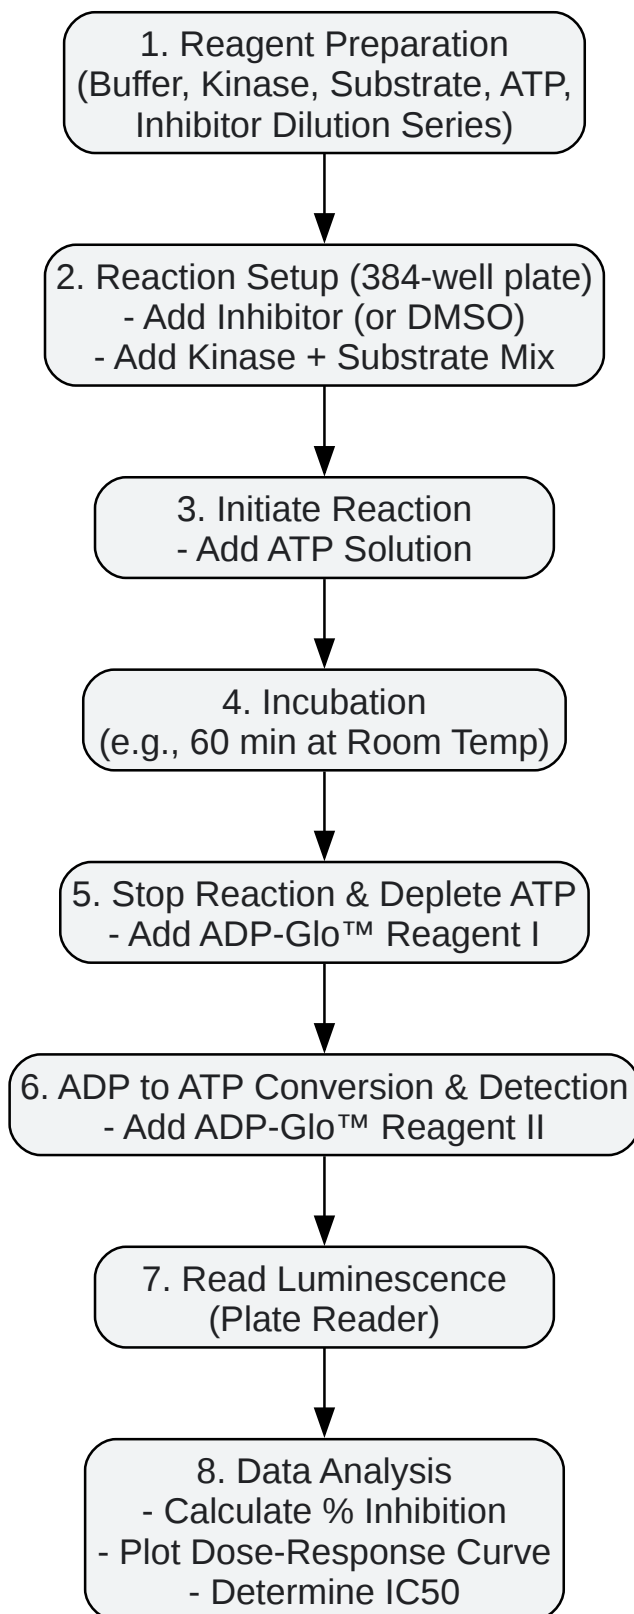 1. Reagent Preparation
(Buffer, Kinase, Substrate, ATP,
Inhibitor Dilution Series)
2. Reaction Setup (384-well plate)
- Add Inhibitor (or DMSO)
- Add Kinase + Substrate Mix
3. Initiate Reaction
- Add ATP Solution
4. Incubation
(e.g., 60 min at Room Temp)
5. Stop Reaction & Deplete ATP
- Add ADP-Glo™ Reagent I
6. ADP to ATP Conversion & Detection
- Add ADP-Glo™ Reagent II
7. Read Luminescence
(Plate Reader)
8. Data Analysis
- Calculate % Inhibition
- Plot Dose-Response Curve
- Determine IC50